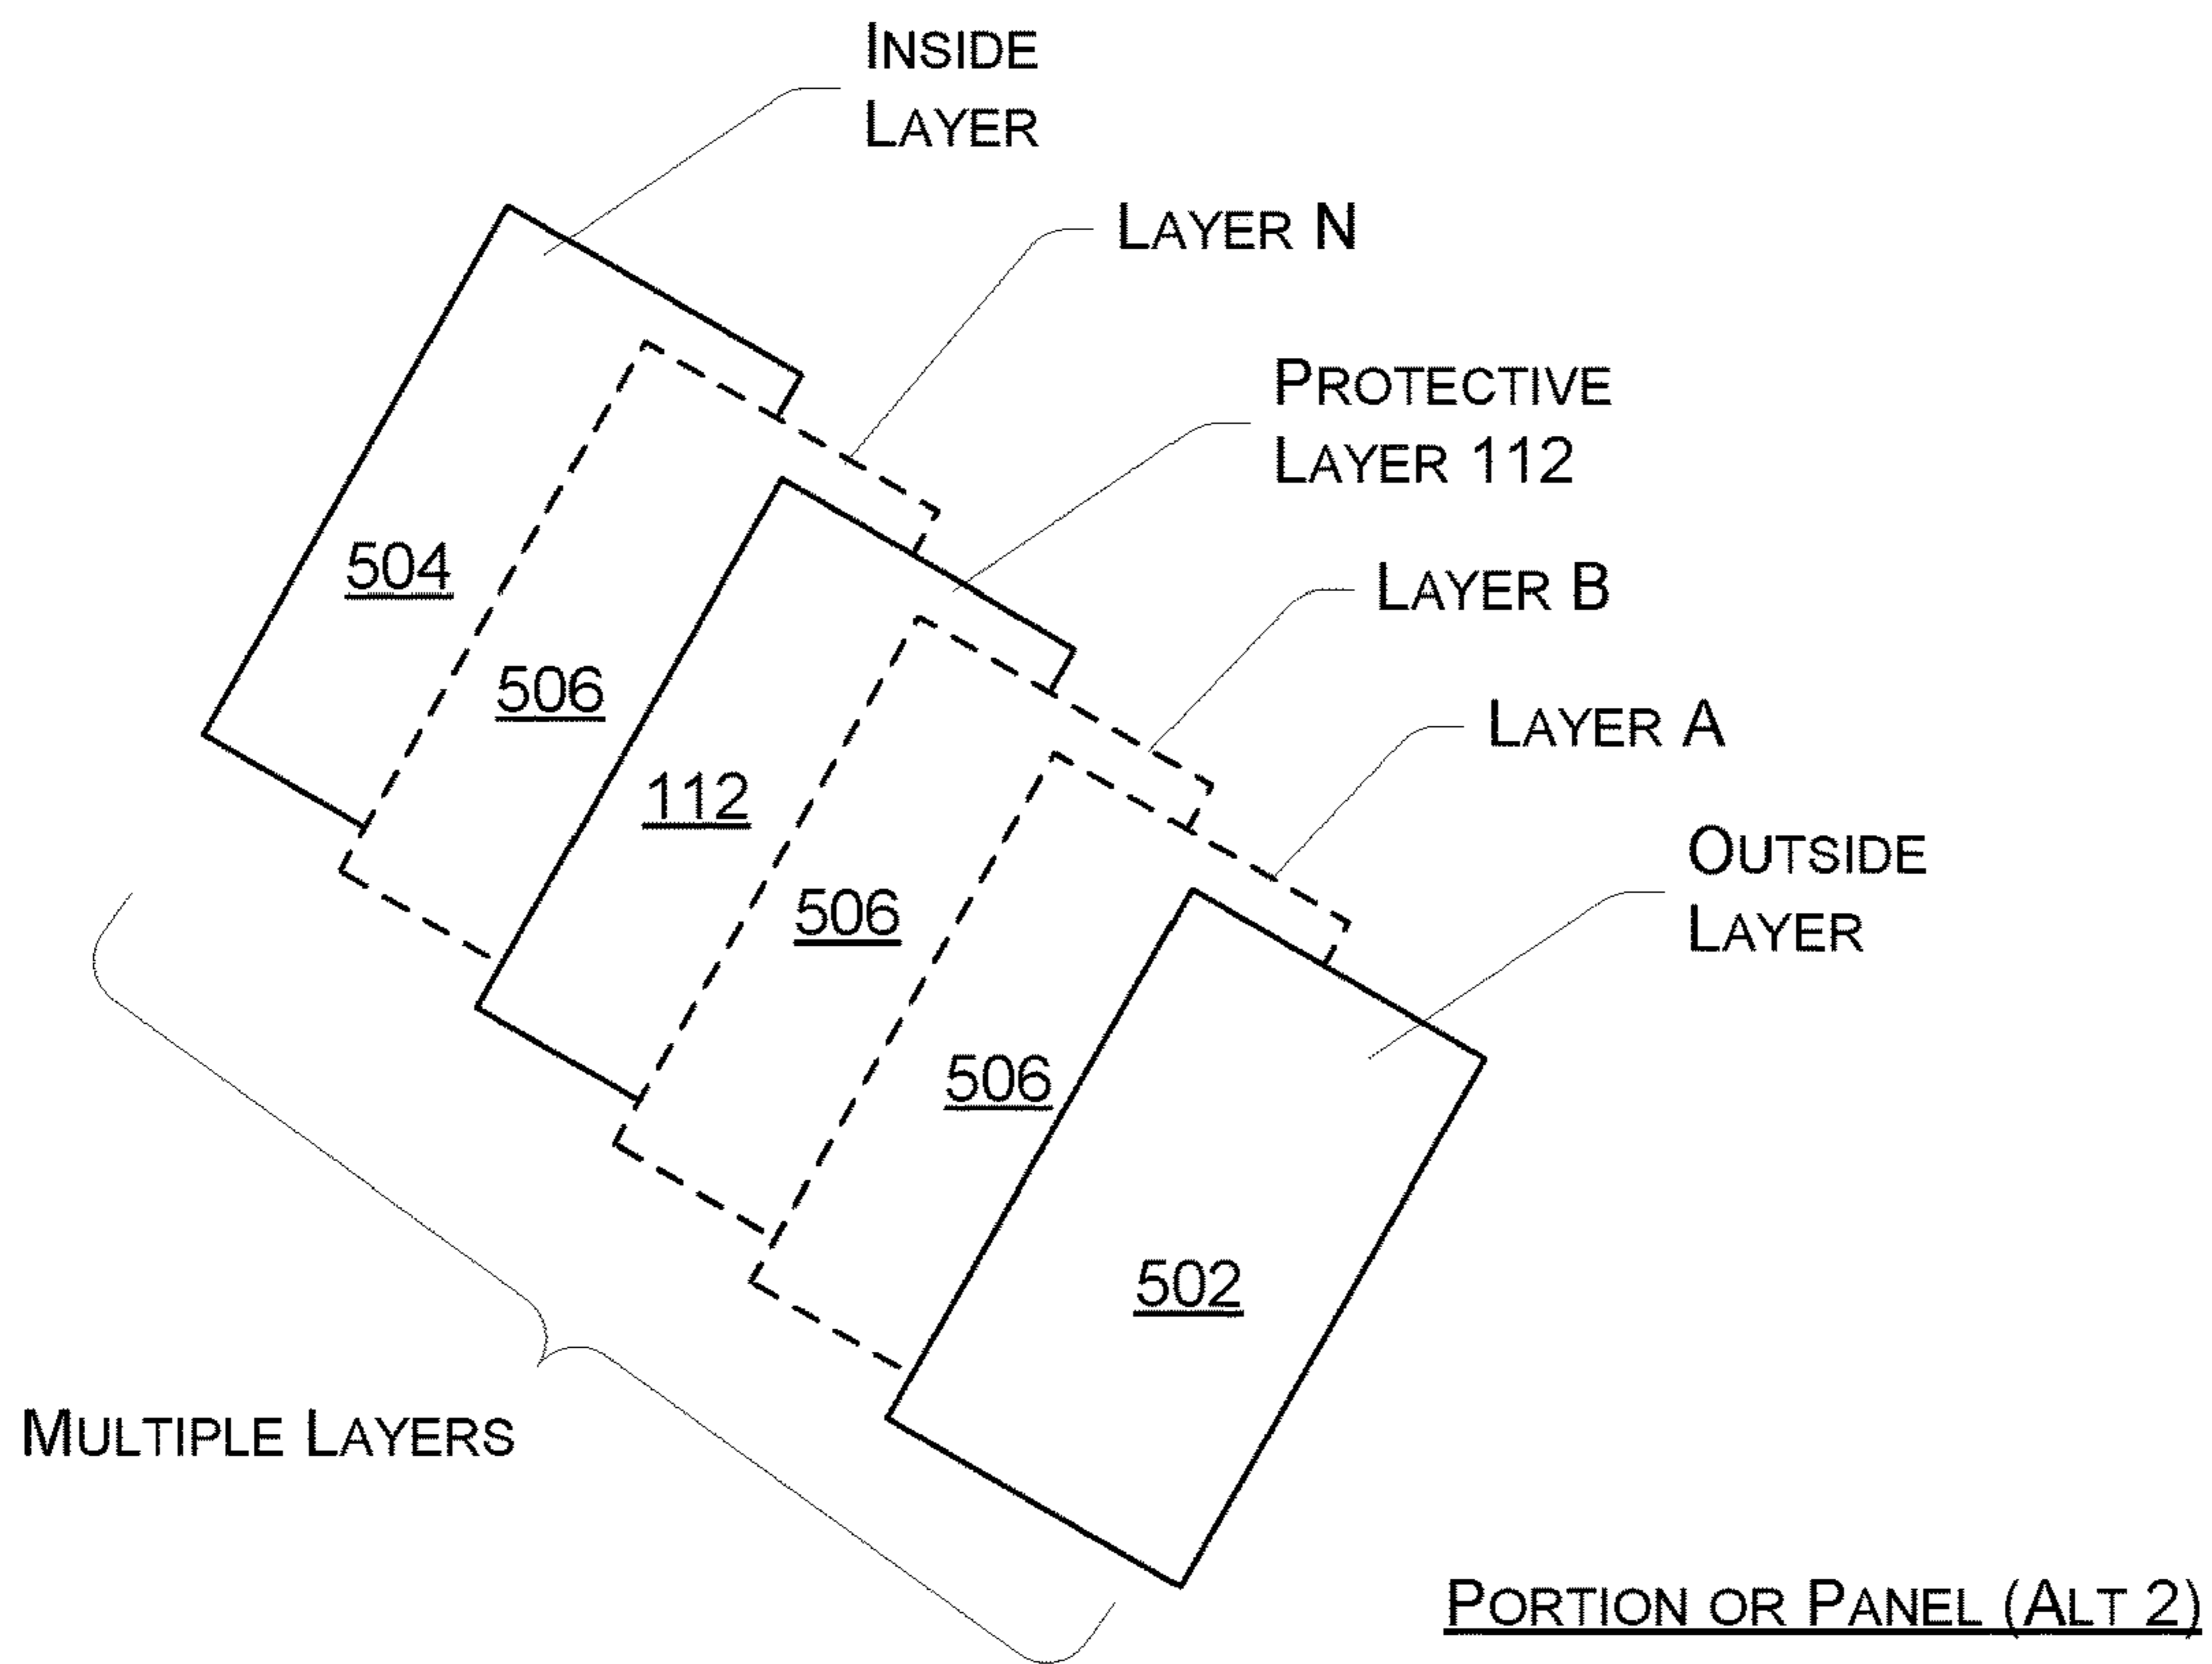 INSIDE
LAYER
LAYER N
PROTECTIVE
LAYER 112
504
LAYER B
506
LAYER A
112
OUTSIDE
LAYER
506
506
502
MULTIPLE LAYERS
PORTION OR PANEL (ALT 2)